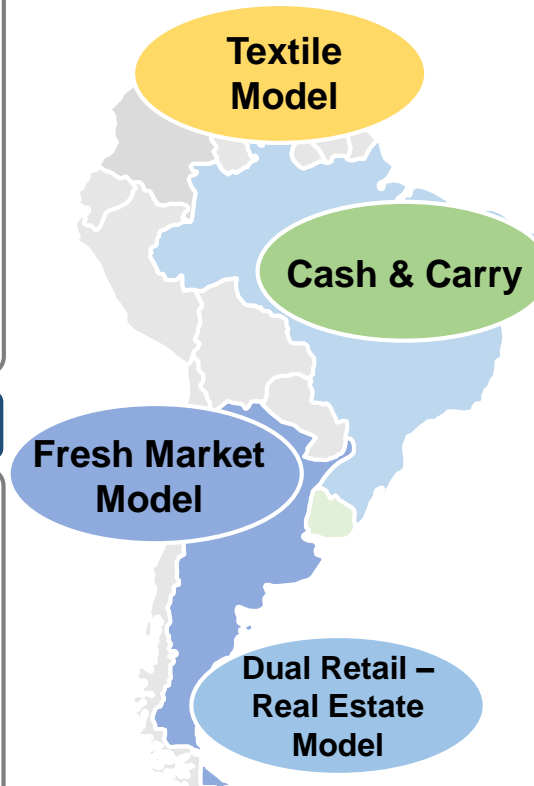 Textile
Model
Cash & Carry
Fresh Market
Model
Dual Retail –
Real Estate
Model